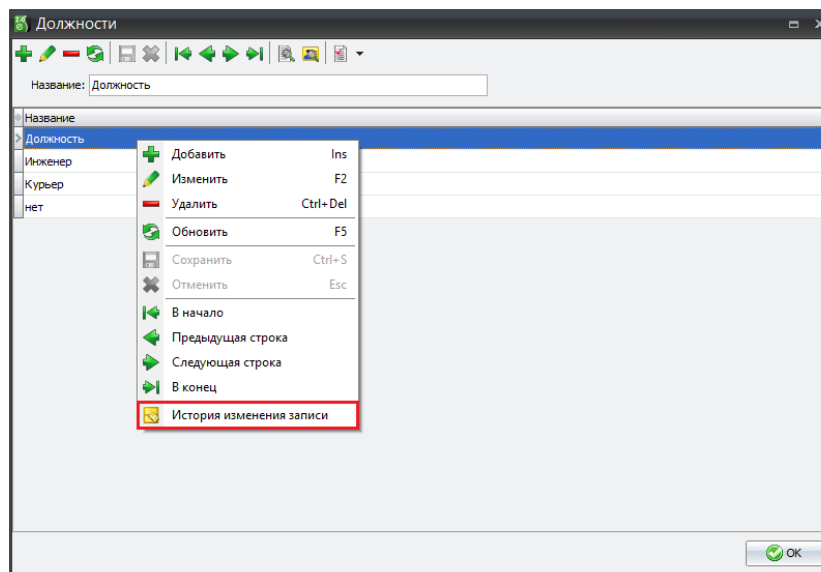 Должности
Название: Должность
Название
Должность
Инженер
Курьер
нет
Добавить Ins
Изменить F2
Удалить Ctrl+Del
Обновить F5
Сохранить Ctrl+S
Отменить Esc
В начало
Предыдущая строка
Следующая строка
В конец
История изменения записи
ОК